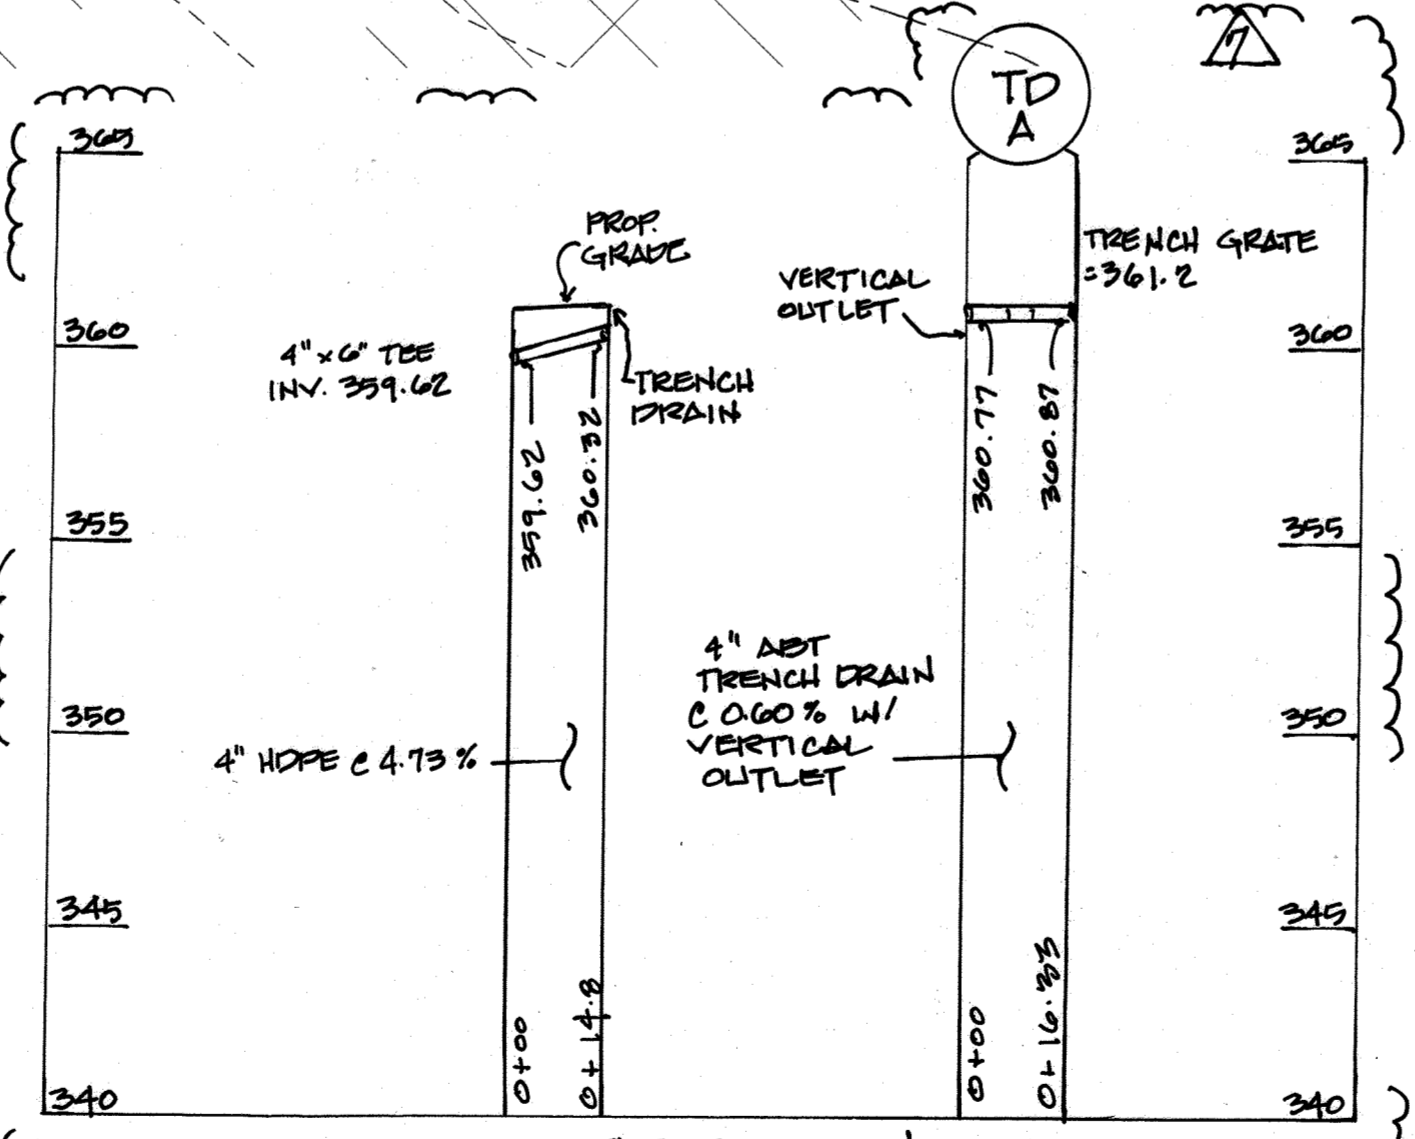 TD
A
7
365
365
PROP.
GRADE
TRENCH GRATE
=361.2
VERTICAL
OUTLET
360
360
4" x 6" TEE
INV. 359.62
TRENCH
DRAIN
359.62
360.32
360.77
360.87
355
355
4" ABT
TRENCH DRAIN
@ 0.60% W/
VERTICAL
OUTLET
350
350
4" HDPE @ 4.73%
345
345
0+00
0+14.8
0+00
0+16.33
340
340